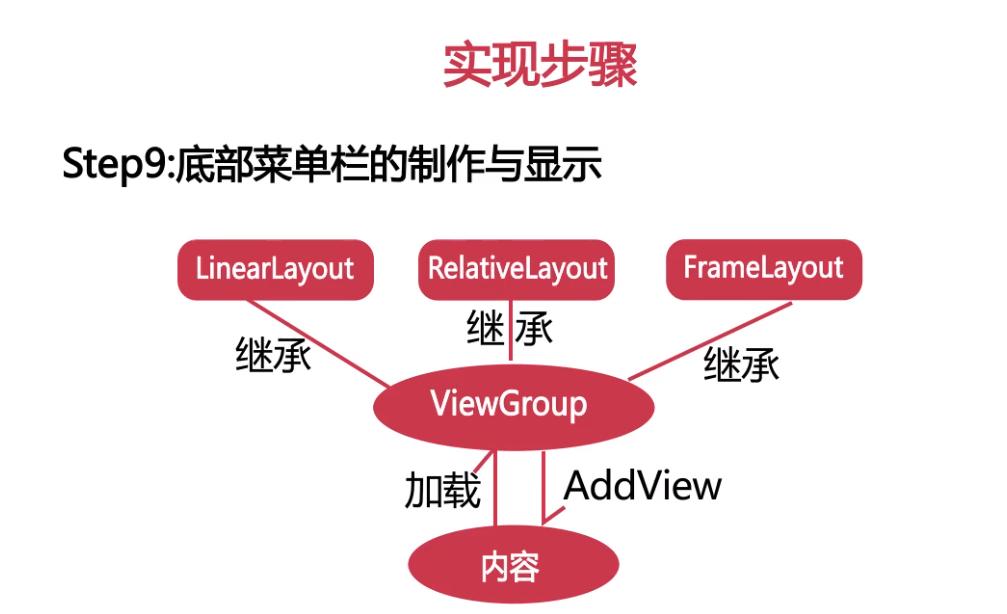 实现步骤
Step9:底部菜单栏的制作与显示
LinearLayout
RelativeLayout
FrameLayout
继承
继承
继承
ViewGroup
加载
AddView
内容